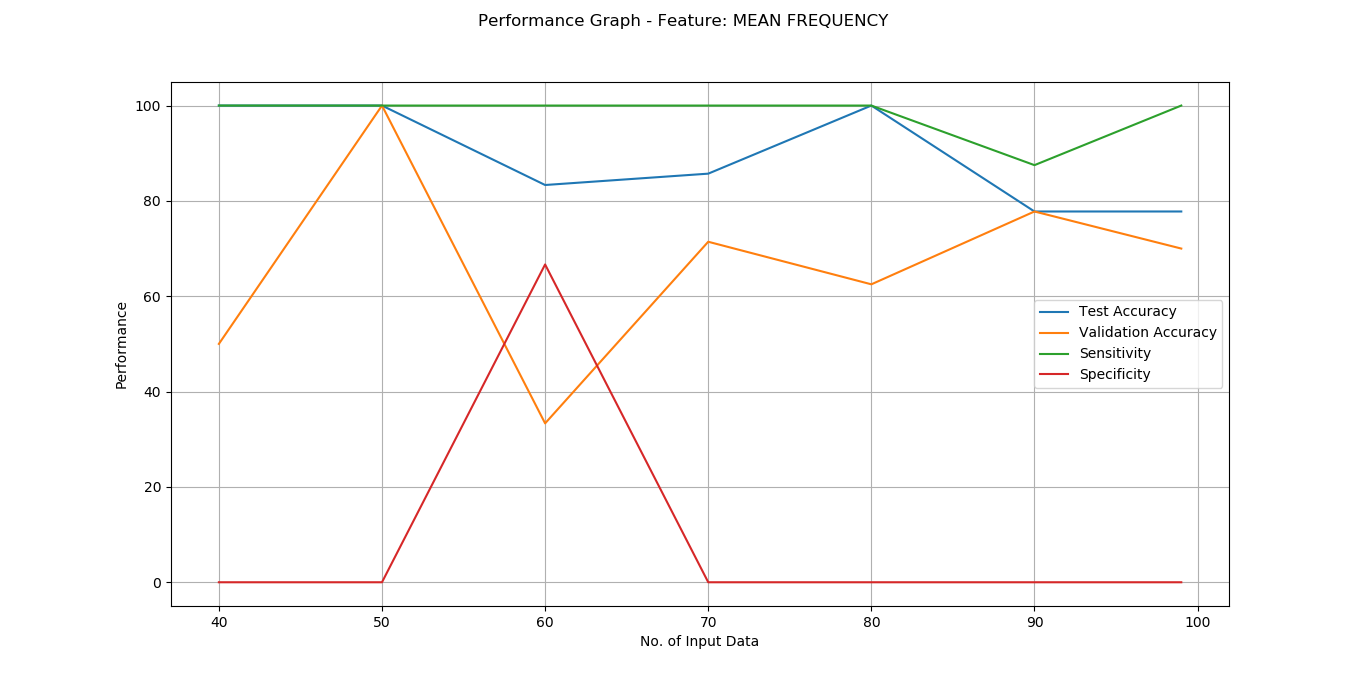 Performance Graph - Feature: MEAN FREQUENCY
100
80
60
40
20
0
Performance
Test Accuracy
Validation Accuracy
Sensitivity
Specificity
40 50 60 70 80 90 100
No. of Input Data